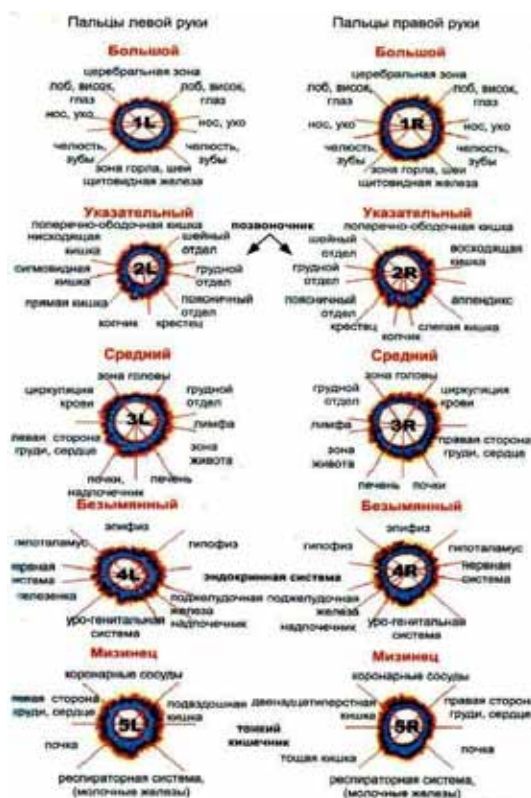 Пальцы левой руки
Пальцы правой руки
Большой
церебральная зона
лоб, висок,
глаз
лоб, висок,
глаз
нос, ухо
1L
нос, ухо
челюсть,
зубы
челюсть,
зубы
зона горла, шеи
щитовидная железа
Большой
церебральная зона
лоб, висок,
глаз
лоб, висок,
глаз
нос, ухо
1R
нос, ухо
челюсть,
зубы
челюсть,
зубы
зона горла, шеи
щитовидная железа
Указательный
поперечно-ободочная кишка
нисходящая
кишка
шейный
отдел
сигмовидная
кишка
2L
грудной
отдел
прямая кишка
поясничный
отдел
копчик
крестец
позвоночник
Указательный
поперечно-ободочная кишка
шейный
отдел
восходящая
кишка
грудной
отдел
2R
поясничный
отдел
аппендикс
крестец
копчик
слепая кишка
Средний
зона головы
циркуляция
крови
грудной
отдел
3L
лимфа
левая сторона
груди, сердце
зона
живота
почки,
надпочечник
печень
Средний
зона головы
грудной
отдел
циркуляция
крови
лимфа
3R
правая сторона
груди, сердце
зона
живота
печень
почки
Безымянный
эпифиз
гипоталамус
гипофиз
нервная
система
4L
селезенка
поджелудочная
железа
надпочечник
уро-генитальная
система
эндокринная система
Безымянный
эпифиз
гипофиз
гипоталамус
4R
нервная
система
поджелудочная
железа
надпочечник
уро-генитальная
система
Мизинец
коронарные сосуды
левая сторона
груди, сердце
5L
подвздошная
кишка
почка
респираторная система,
(молочные железы)
тонкий
кишечник
Мизинец
коронарные сосуды
двенадцатиперстная
кишка
5R
правая сторона
груди, сердце
тощая кишка
почка
респираторная система,
(молочные железы)